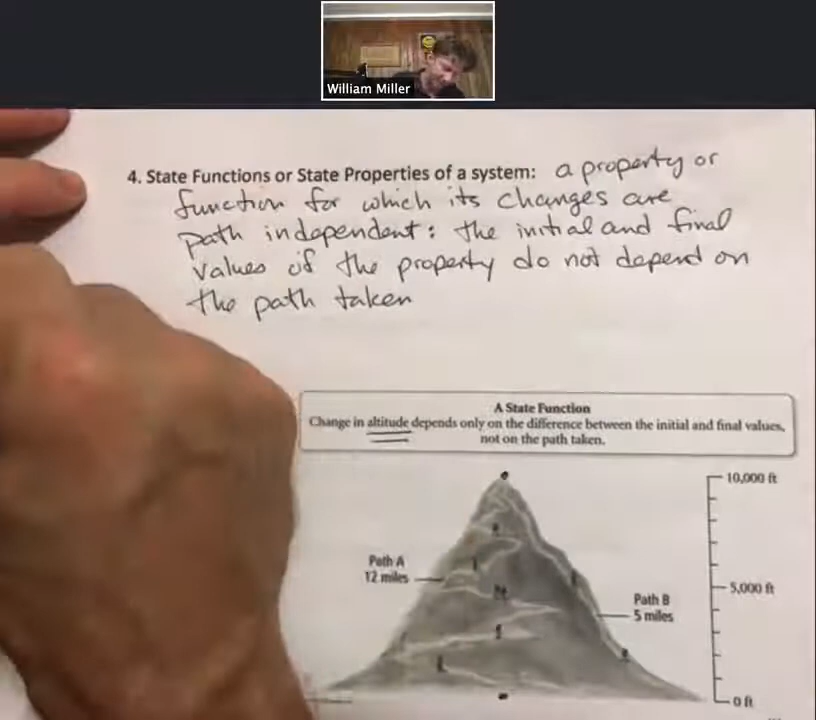 William Miller
4. State Functions or State Properties of a system: a property or
function for which its changes are
path independent: the initial and final
values of the property do not depend on
the path taken
A State Function
Change in altitude depends only on the difference between the initial and final values,
not on the path taken.
10,000 ft
Path A
12 miles
5,000 ft
Path B
5 miles
0 ft